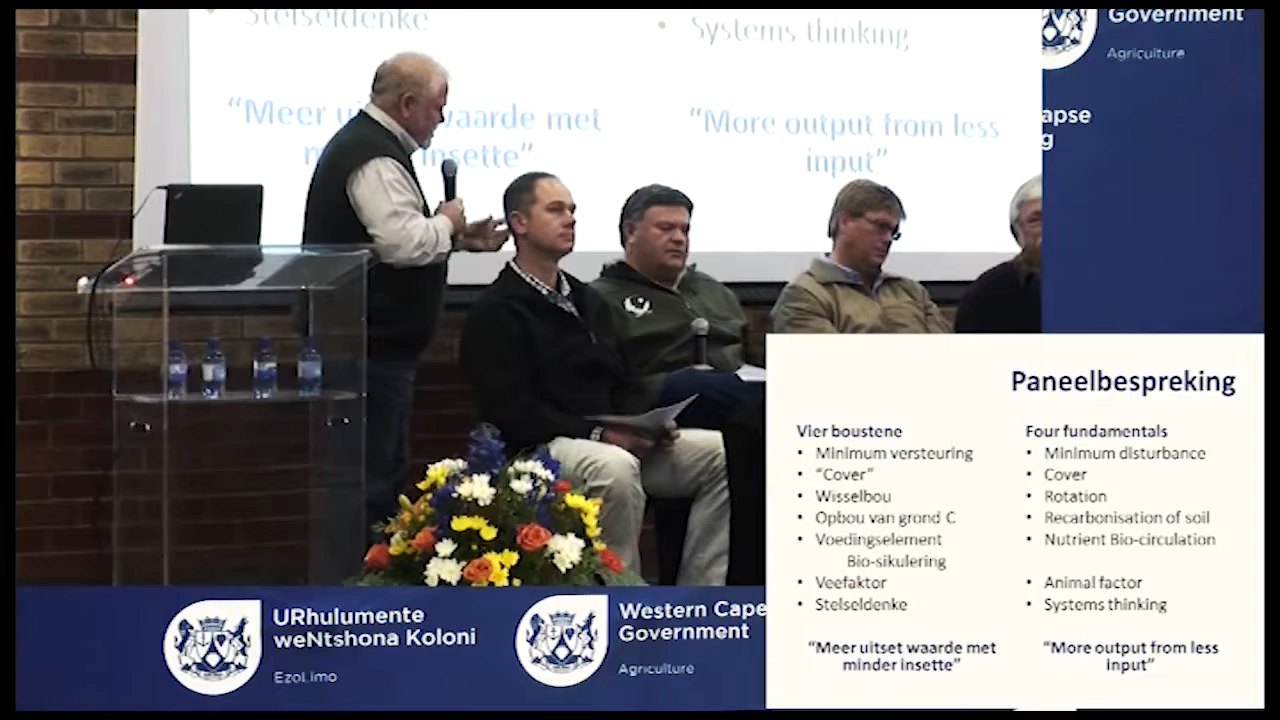 Stelseldenke
• Systems thinking
“Meer uit waarde met
insette”
“More output from less
input”
Government
Agriculture
apse
g
Paneelbespreking
Vier boustene
• Minimum versteuring
• “Cover”
• Wisselbou
• Opbou van grond C
• Voedingselement
Bio-sikulering
• Veefaktor
• Stelseldenke
“Meer uitset waarde met
minder insette”
Four fundamentals
• Minimum disturbance
• Cover
• Rotation
• Recarbonisation of soil
• Nutrient Bio-circulation
• Animal factor
• Systems thinking
“More output from less
input”
URhulumente
weNtshona Koloni
EzoLimo
Western Cape
Government
Agriculture